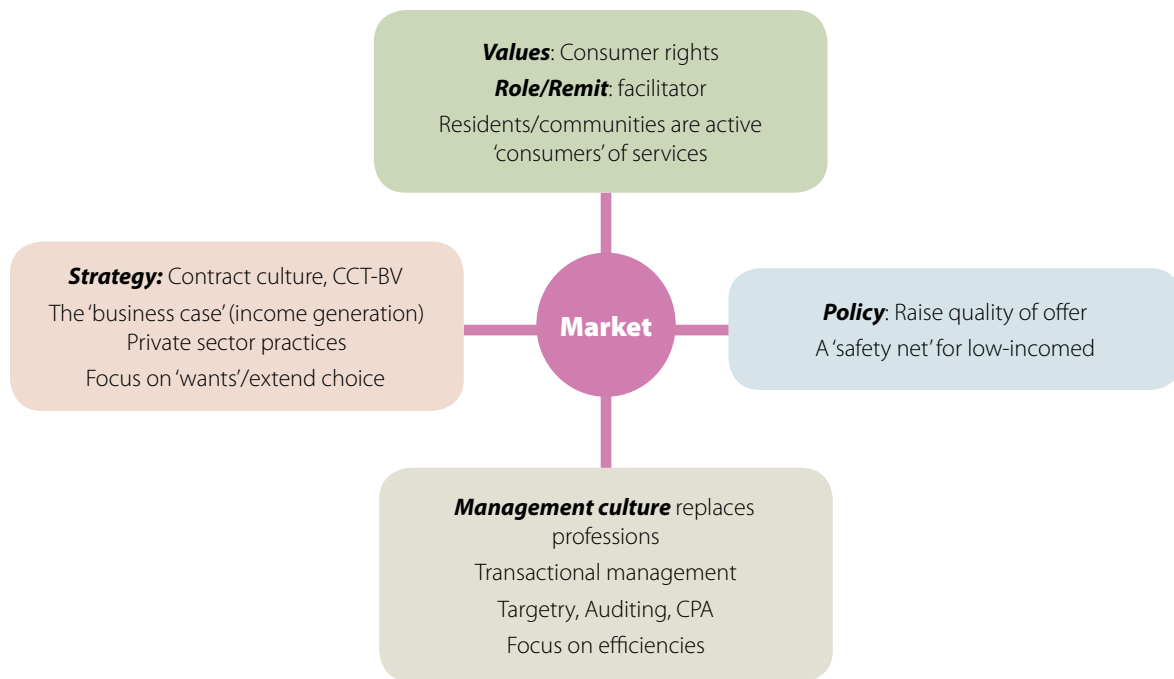 Values: Consumer rights
Role/Remit: facilitator
Residents/communities are active
‘consumers’ of services
Strategy: Contract culture, CCT-BV
The ‘business case’ (income generation)
Private sector practices
Focus on ‘wants’/extend choice
Market
Policy: Raise quality of offer
A ‘safety net’ for low-incomed
Management culture replaces
professions
Transactional management
Targetry, Auditing, CPA
Focus on efficiencies